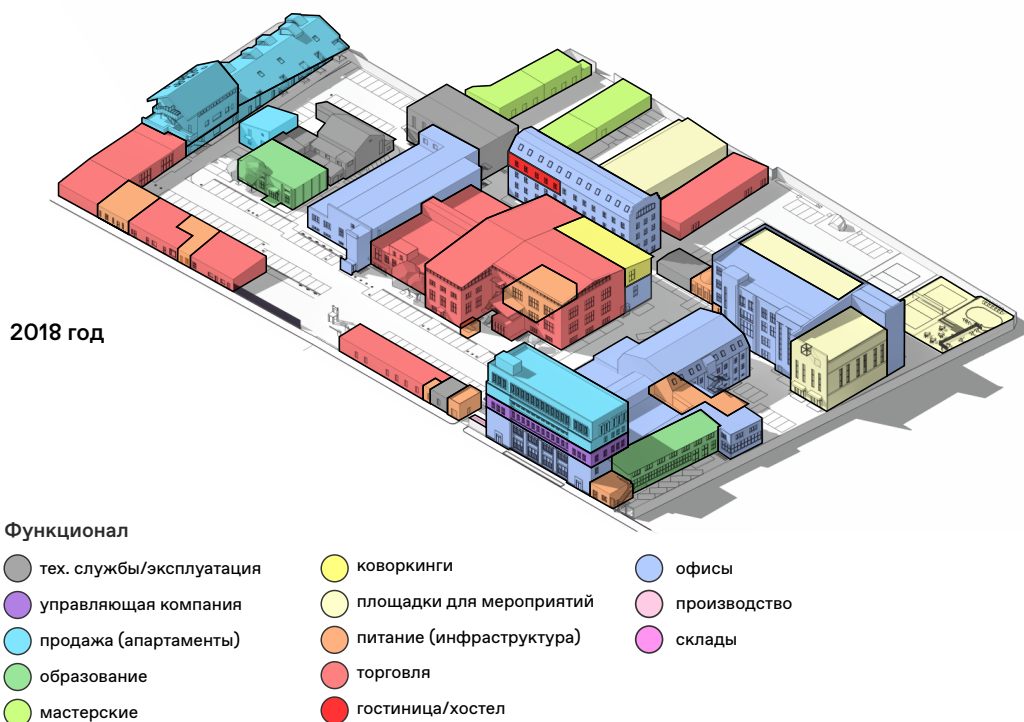 2018 год
Функционал
тех. службы/эксплуатация
управляющая компания
продажа (апартаменты)
образование
мастерские
коворкинги
площадки для мероприятий
питание (инфраструктура)
торговля
гостиница/хостел
офисы
производство
склады